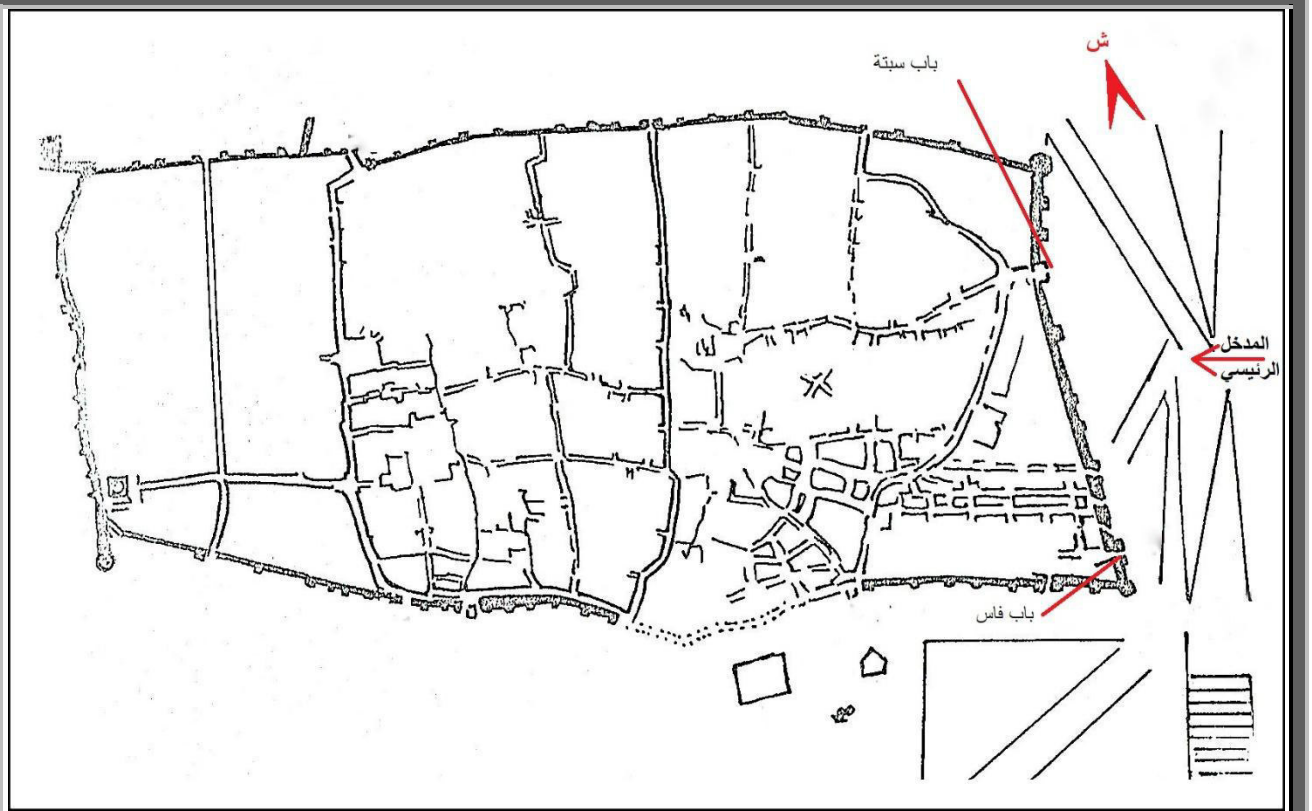 ش
باب سبتة
المدخل
الرئيسي
باب فاس